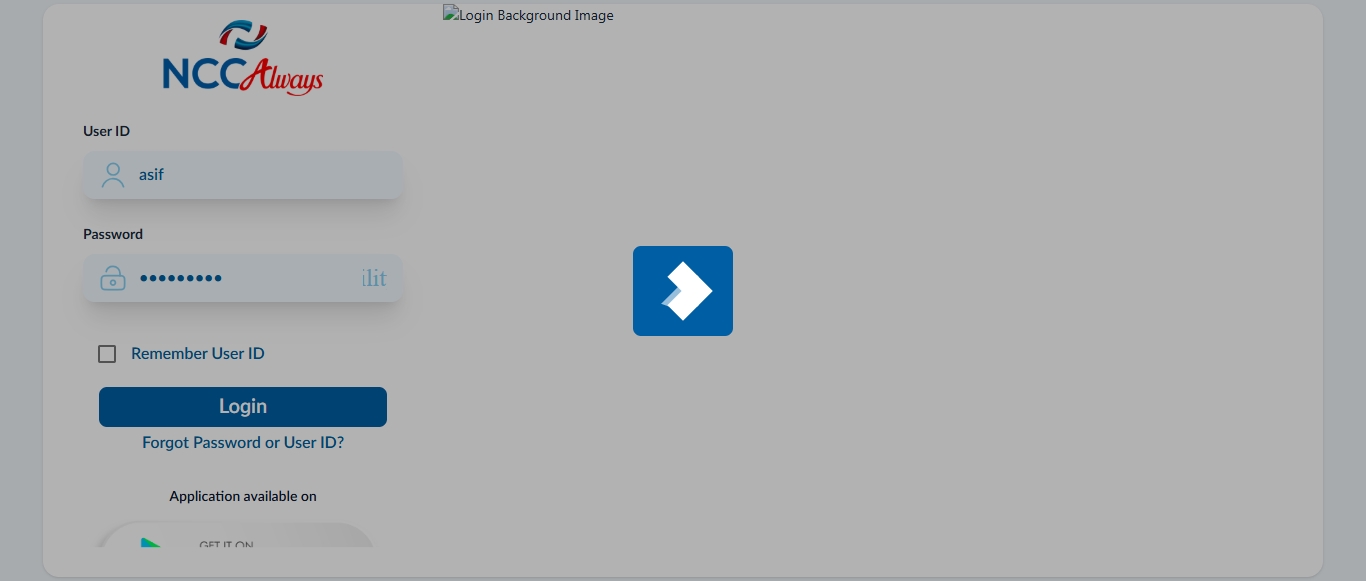 Login Background Image
NCC Always
User ID
asif
Password
•••••••••
Remember User ID
Login
Forgot Password or User ID?
Application available on
GET IT ON